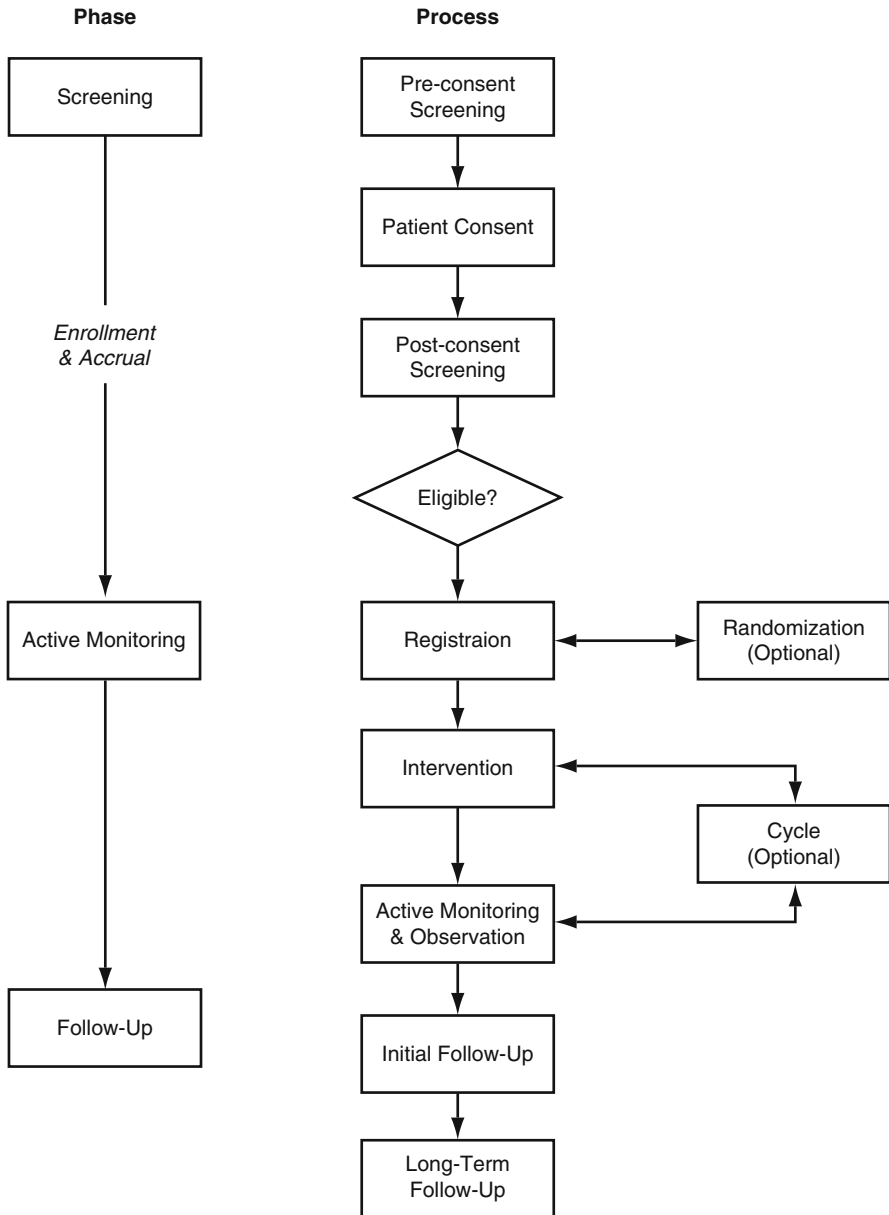 Phase
Process
Screening
Pre-consent
Screening
Patient Consent
Enrollment
& Accrual
Post-consent
Screening
Eligible?
Active Monitoring
Registraion
Randomization
(Optional)
Intervention
Cycle
(Optional)
Active Monitoring
& Observation
Follow-Up
Initial Follow-Up
Long-Term
Follow-Up